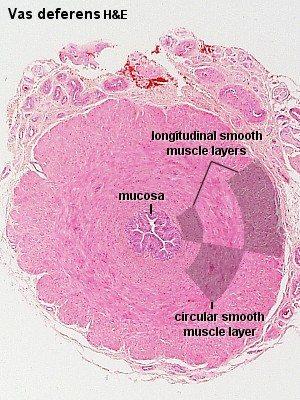 Vas deferens H&E
longitudinal smooth
muscle layers
mucosa
circular smooth
muscle layer